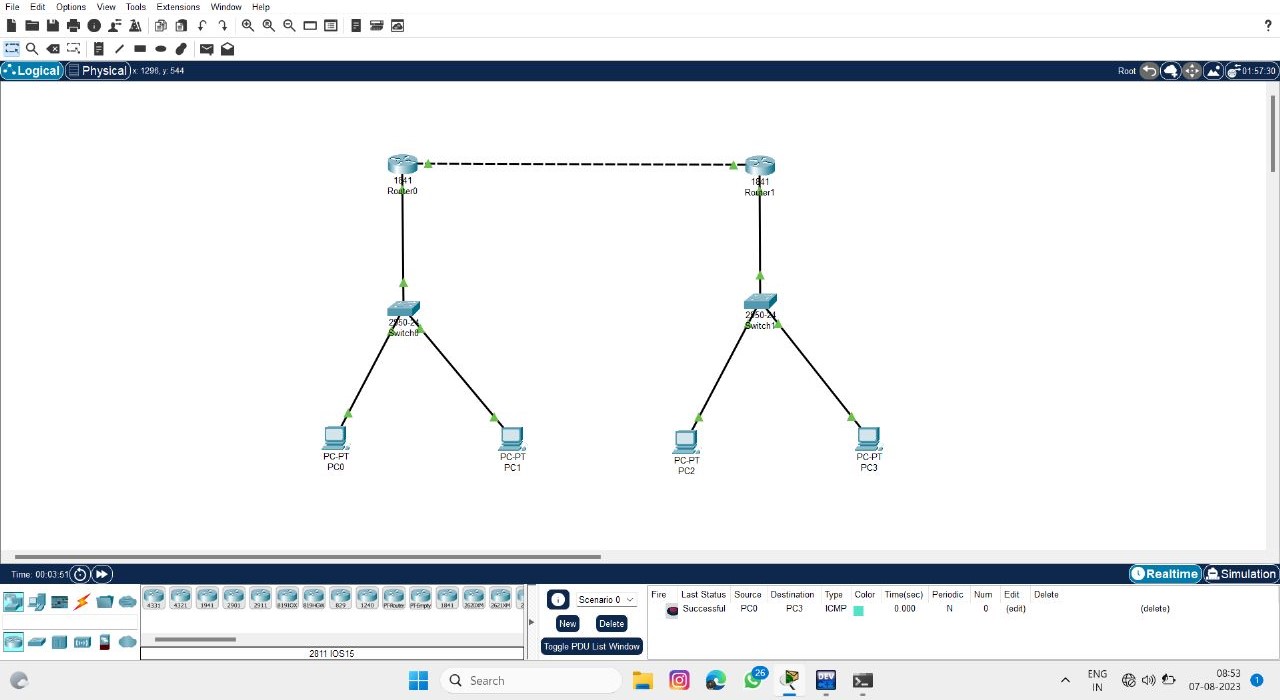 File Edit Options View Tools Extensions Window Help
?
Logical Physical x: 1296, y: 544 Root 01:57:30
1841
Router0
1841
Router1
2950-24
Switch0
2950-24
Switch1
PC-PT
PC0
PC-PT
PC1
PC-PT
PC2
PC-PT
PC3
Time: 00:03:51 Realtime Simulation
4331 4321 1941 2901 2911 819IOX 819HGW 829 1240 PT-Router PT-Empty 1841 2620XM 2621XM 2
2811 IOS15
Scenario 0
New Delete
Toggle PDU List Window
Fire Last Status Source Destination Type Color Time(sec) Periodic Num Edit Delete
Successful PC0 PC3 ICMP 0.000 N 0 (edit) (delete)
Search 26 DEV
ENG
IN
08:53
07-08-2023
1